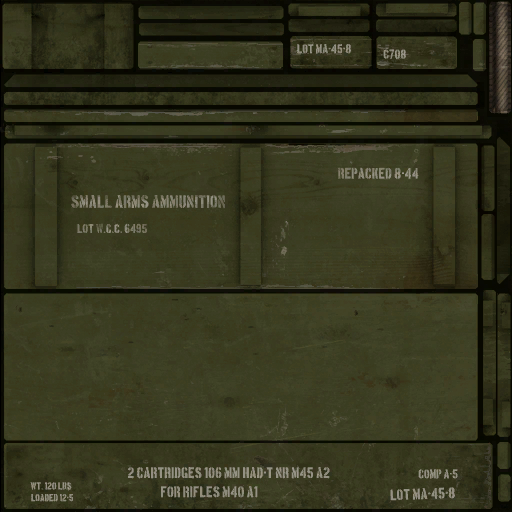 LOT MA-45-8
C708
REPACKED 8-44
SMALL ARMS AMMUNITION
LOT W.C.C. 6495
2 CARTRIDGES 106 MM HAD-T NR M45 A2
FOR RIFLES M40 A1
WT. 120 LBS
LOADED 12-5
COMP A-5
LOT MA-45-8